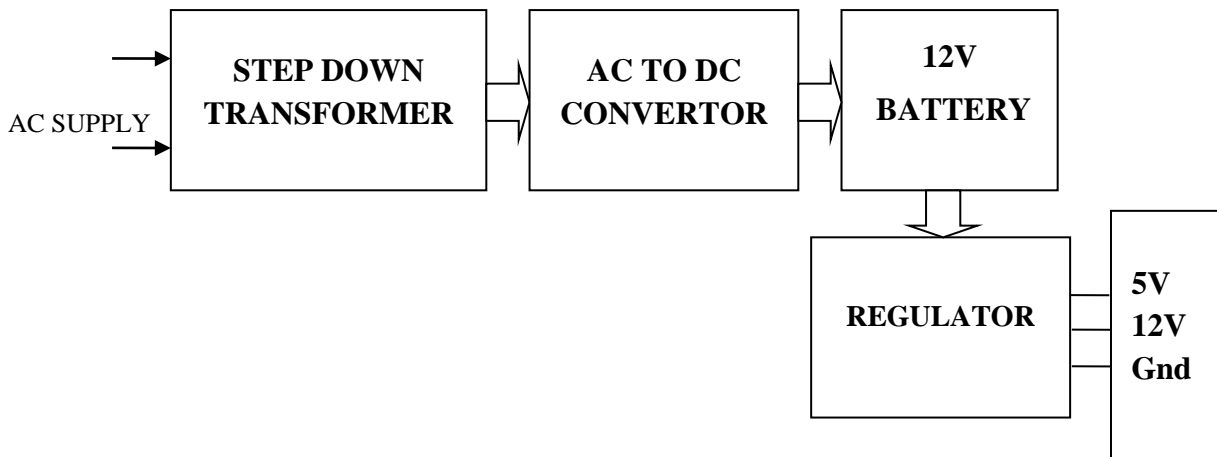 AC SUPPLY
STEP DOWN
TRANSFORMER
AC TO DC
CONVERTOR
12V
BATTERY
REGULATOR
5V
12V
Gnd